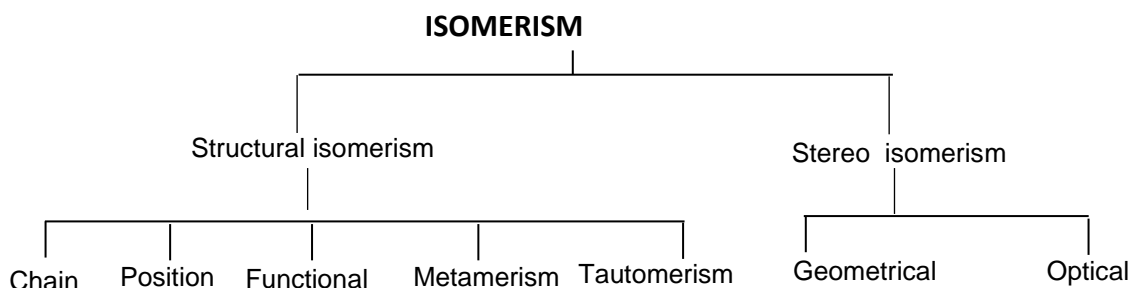 ISOMERISM
Structural isomerism
Stereo isomerism
Chain
Position
Functional
Metamerism
Tautomerism
Geometrical
Optical